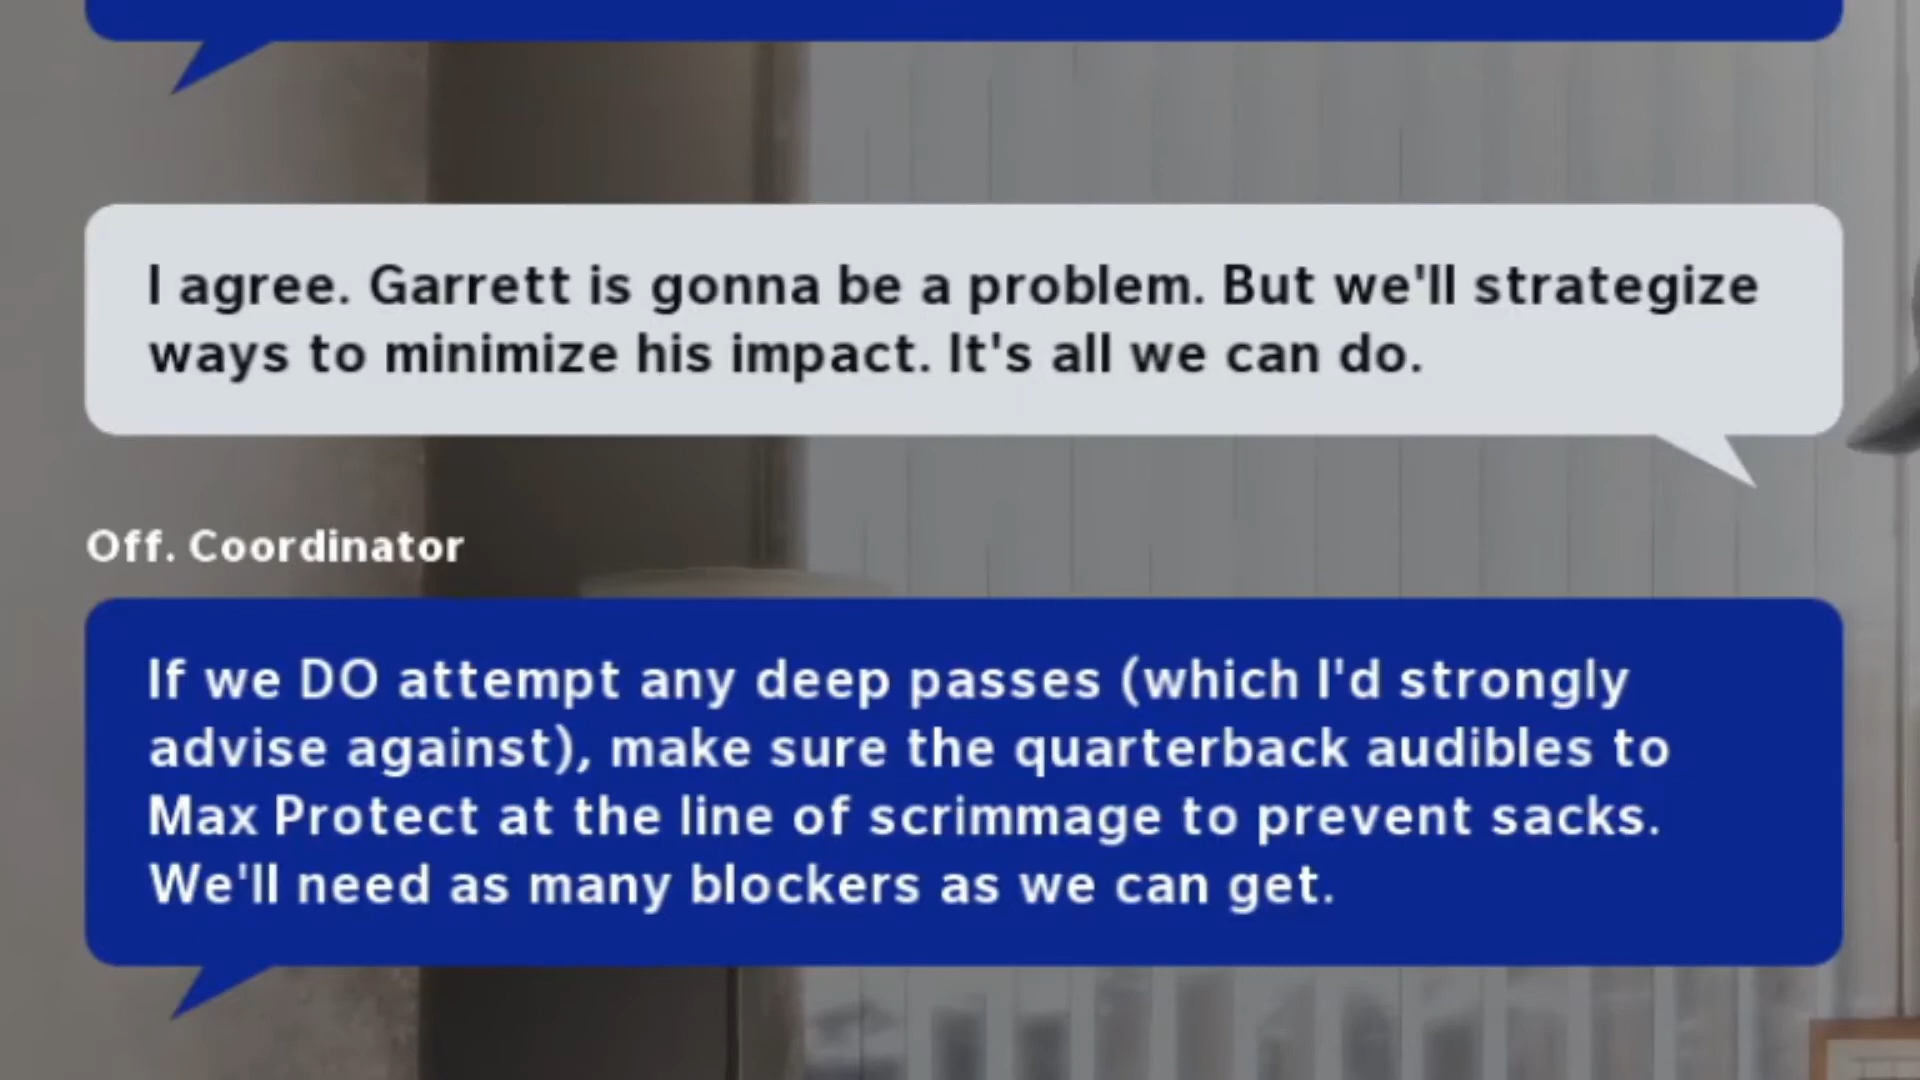 I agree. Garrett is gonna be a problem. But we'll strategize
ways to minimize his impact. It's all we can do.
Off. Coordinator
If we DO attempt any deep passes (which I'd strongly
advise against), make sure the quarterback audibles to
Max Protect at the line of scrimmage to prevent sacks.
We'll need as many blockers as we can get.